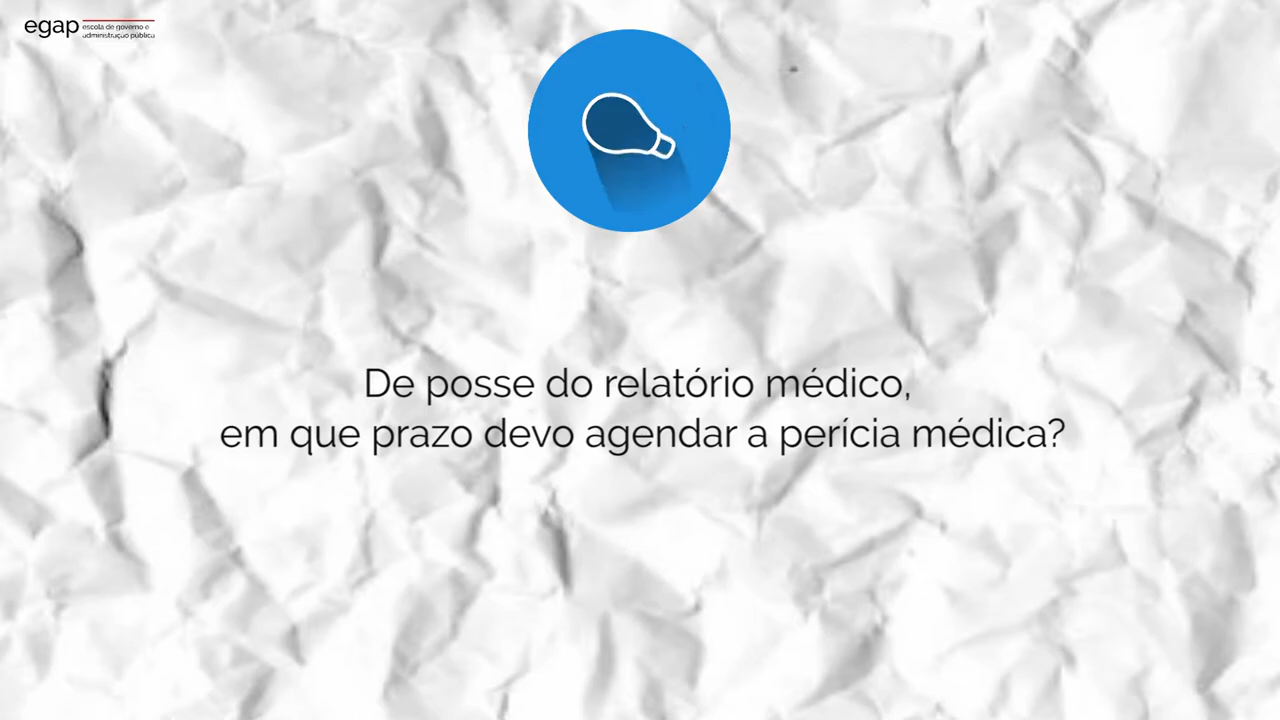 egap escola de governo e
administração pública
De posse do relatório médico,
em que prazo devo agendar a perícia médica?